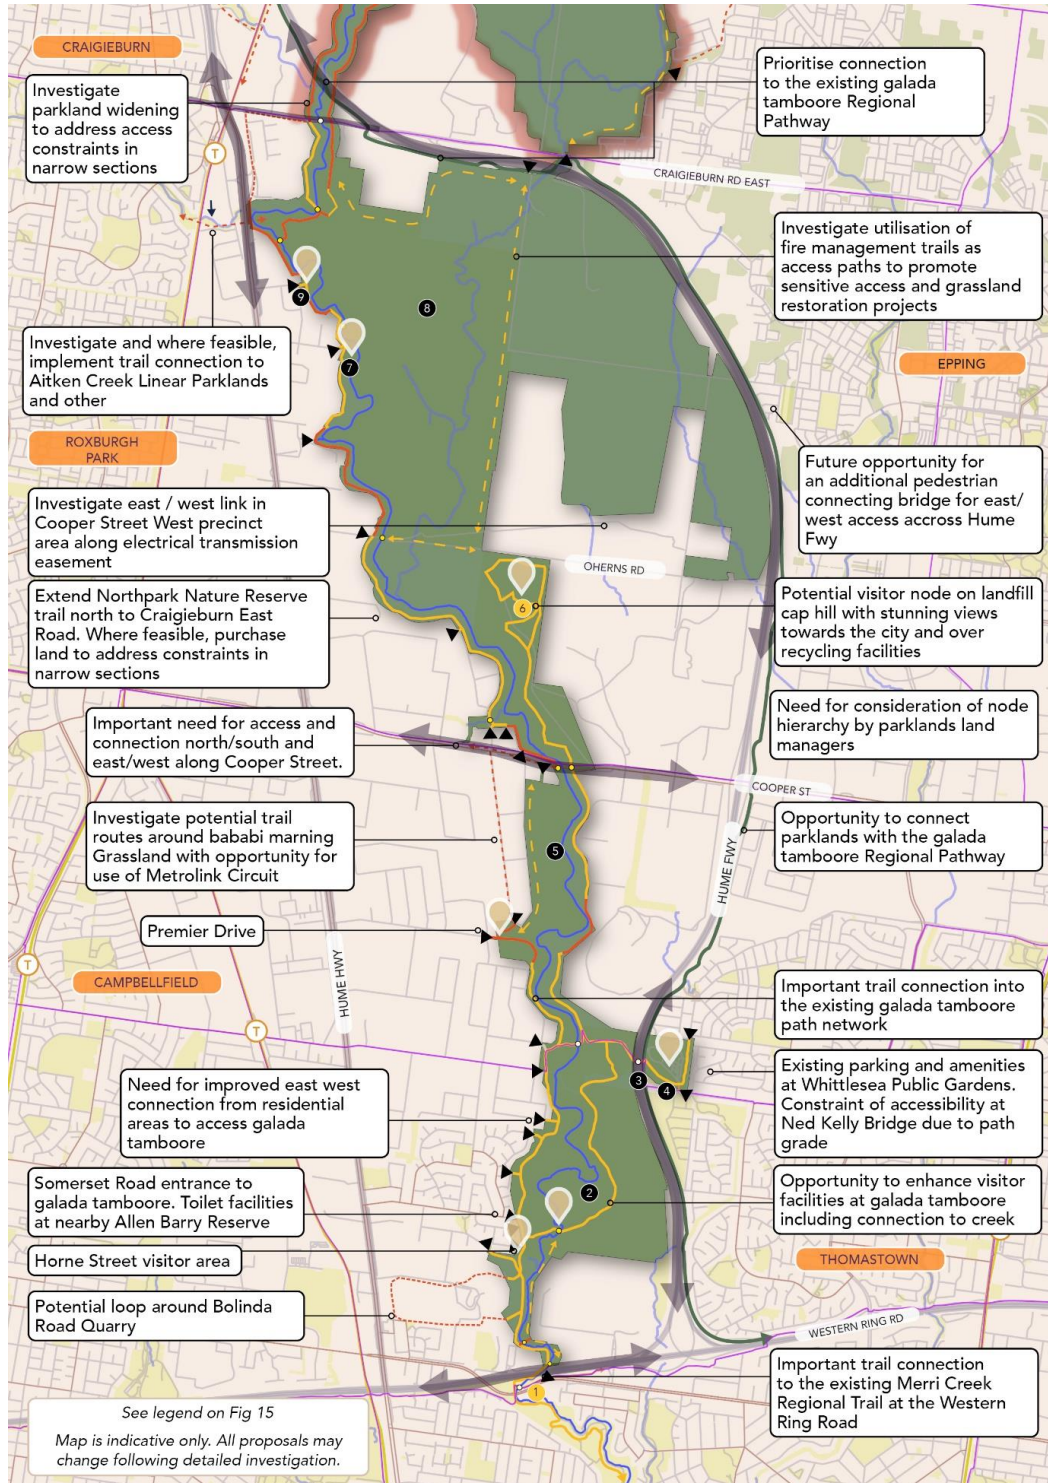 CRAIGIEBURN
Prioritise connection
to the existing galada
tamboore Regional
Pathway
Investigate
parkland widening
to address access
constraints in
narrow sections
T
CRAIGIEBURN RD EAST
Investigate utilisation of
fire management trails as
access paths to promote
sensitive access and grassland
restoration projects
9
8
7
Investigate and where feasible,
implement trail connection to
Aitken Creek Linear Parklands
and other
EPPING
ROXBURGH
PARK
Future opportunity for
an additional pedestrian
connecting bridge for east/
west access accross Hume
Fwy
Investigate east / west link in
Cooper Street West precinct
area along electrical transmission
easement
OHERNS RD
6
Potential visitor node on landfill
cap hill with stunning views
towards the city and over
recycling facilities
Extend Northpark Nature Reserve
trail north to Craigieburn East
Road. Where feasible, purchase
land to address constraints in
narrow sections
Need for consideration of node
hierarchy by parklands land
managers
Important need for access and
connection north/south and
east/west along Cooper Street.
COOPER ST
Investigate potential trail
routes around bababi marning
Grassland with opportunity for
use of Metrolink Circuit
5
Opportunity to connect
parklands with the galada
tamboore Regional Pathway
HUME FWY
Premier Drive
T
CAMPBELLFIELD
HUME HWY
T
Important trail connection into
the existing galada tamboore
path network
3
4
Existing parking and amenities
at Whittlesea Public Gardens.
Constraint of accessibility at
Ned Kelly Bridge due to path
grade
Need for improved east west
connection from residential
areas to access galada
tamboore
Somerset Road entrance to
galada tamboore. Toilet facilities
at nearby Allen Barry Reserve
2
Opportunity to enhance visitor
facilities at galada tamboore
including connection to creek
Horne Street visitor area
THOMASTOWN
Potential loop around Bolinda
Road Quarry
WESTERN RING RD
Important trail connection
to the existing Merri Creek
Regional Trail at the Western
Ring Road
1
See legend on Fig 15
Map is indicative only. All proposals may
change following detailed investigation.